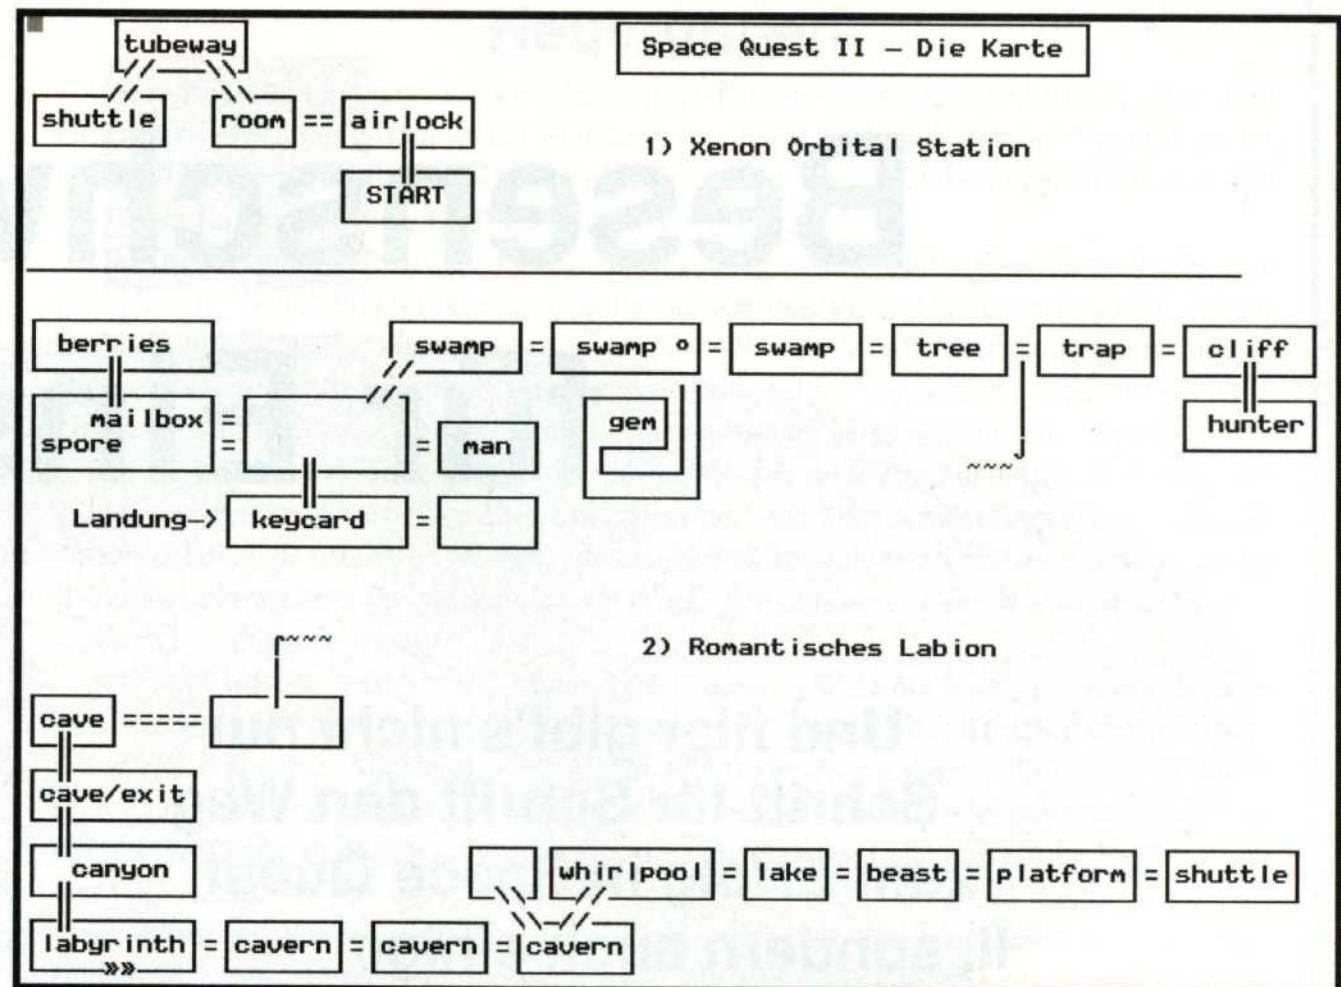 tubeway
Space Quest II – Die Karte
shuttle room == airlock
1) Xenon Orbital Station
START
berries swamp = swamp o = swamp = tree = trap = cliff
mailbox = gem hunter
spore = = man
~~~
Landung-> keycard =
~~~~
2) Romantisches Labion
cave =====
cave/exit
canyon whirlpool = lake = beast = platform = shuttle
labyrinth = cavern = cavern = cavern
»»